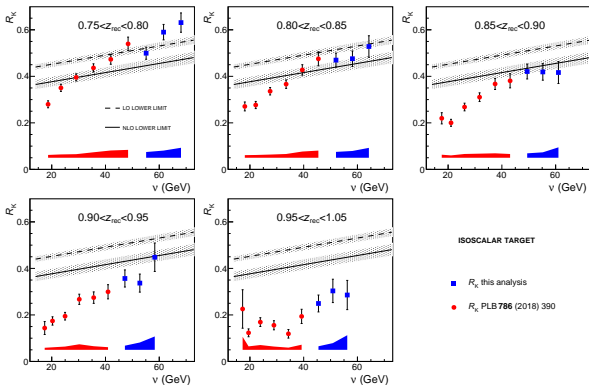 R_K
0.75<z_rec<0.80
0.80<z_rec<0.85
0.85<z_rec<0.90
0.6
0.4
0.2
0
LO LOWER LIMIT
NLO LOWER LIMIT
20 40 60
ν (GeV)
R_K
0.6
0.4
0.2
0
20 40 60
ν (GeV)
R_K
0.6
0.4
0.2
0
20 40 60
ν (GeV)
R_K
0.90<z_rec<0.95
0.6
0.4
0.2
0
20 40 60
ν (GeV)
R_K
0.95<z_rec<1.05
0.6
0.4
0.2
0
20 40 60
ν (GeV)
ISOSCALAR TARGET
R_K this analysis
R_K PLB 786 (2018) 390